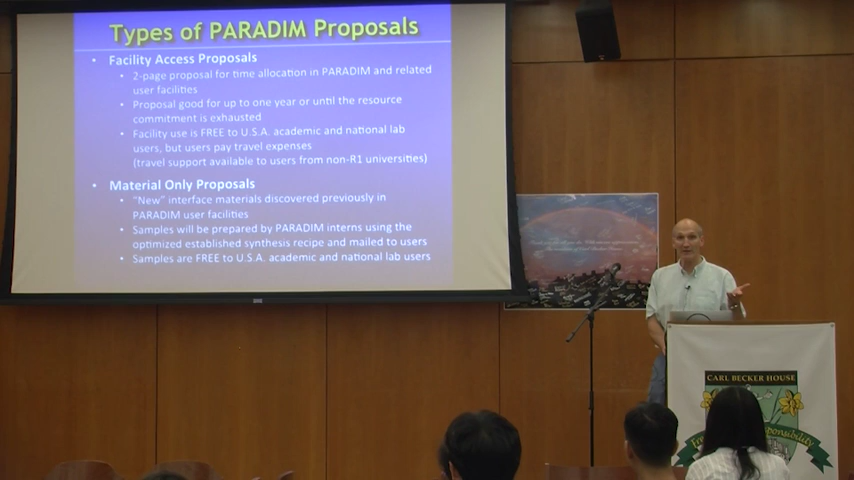 Types of PARADIM Proposals
• Facility Access Proposals
• 2-page proposal for time allocation in PARADIM and related
user facilities
• Proposal good for up to one year or until the resource
commitment is exhausted
• Facility use is FREE to U.S.A. academic and national lab
users, but users pay travel expenses
(travel support available to users from non-R1 universities)
• Material Only Proposals
• "New" interface materials discovered previously in
PARADIM user facilities
• Samples will be prepared by PARADIM interns using the
optimized established synthesis recipe and mailed to users
• Samples are FREE to U.S.A. academic and national lab users
CARL BECKER HOUSE